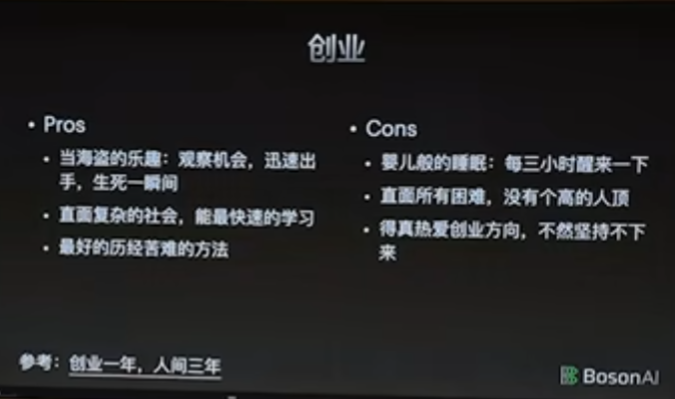 创业
• Pros
• 当海盗的乐趣：观察机会，迅速出
手，生死一瞬间
• 直面复杂的社会，能最快速的学习
• 最好的历经苦难的方法
• Cons
• 婴儿般的睡眠：每三小时醒来一下
• 直面所有困难，没有个高的人顶
• 得真热爱创业方向，不然坚持不下
来
参考：创业一年，人间三年
BosonAI